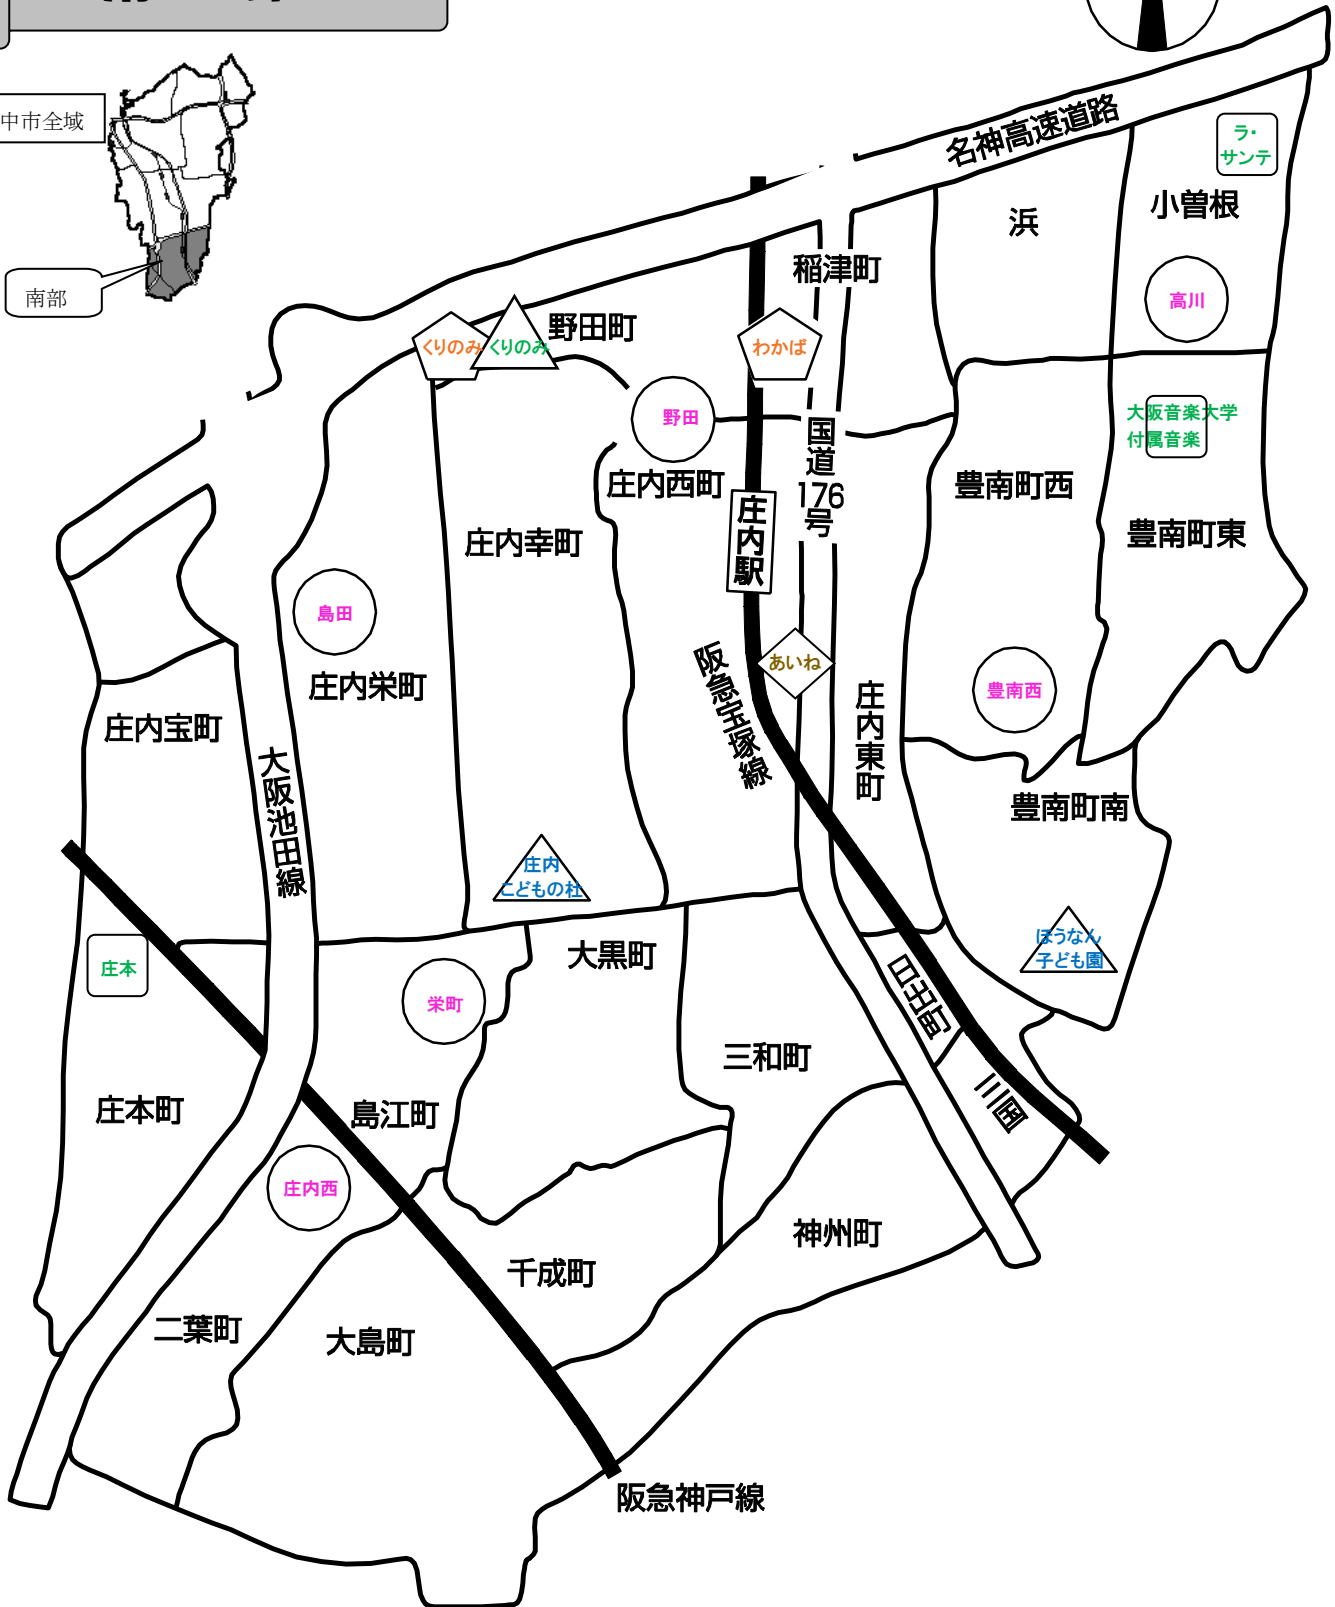 中市全域
南部
名神高速道路
ラ・
サンテ
小曽根
浜
稲津町
高川
野田町
くりのみ
くりのみ
わかば
野田
大阪音楽大学
付属音楽
国道176号
庄内西町
豊南町西
庄内駅
豊南町東
庄内幸町
島田
あいね
阪急宝塚線
庄内栄町
豊南西
庄内東町
庄内宝町
大阪池田線
豊南町南
庄内
こどもの杜
ほうなん
子ども園
庄本
大黒町
栄町
日出町
三和町
三国
庄本町
島江町
庄内西
神州町
千成町
二葉町
大島町
阪急神戸線